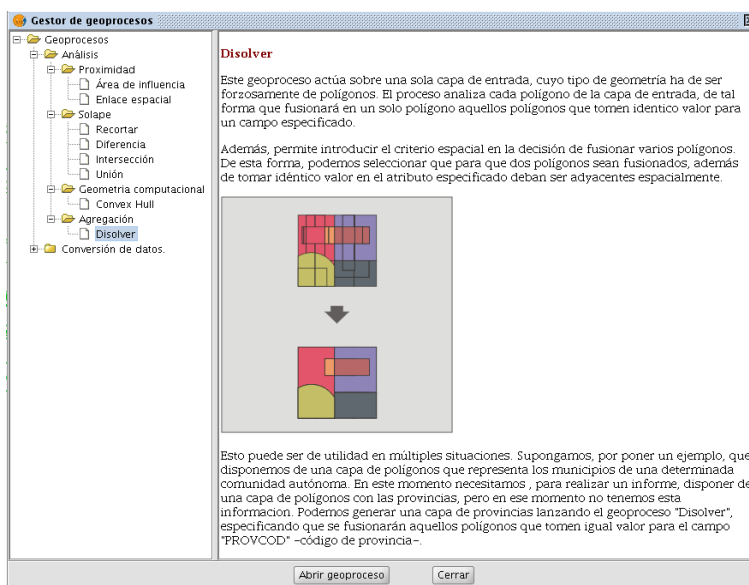 Gestor de geoprocesos
Geoprocesos
Análisis
Proximidad
Área de influencia
Enlace espacial
Solape
Recortar
Diferencia
Intersección
Unión
Geometria computacional
Convex Hull
Agregación
Disolver
Conversión de datos.
Disolver
Este geoproceso actúa sobre una sola capa de entrada, cuyo tipo de geometría ha de ser
forzosamente de polígonos. El proceso analiza cada polígono de la capa de entrada, de tal
forma que fusionará en un solo polígono aquellos polígonos que tomen identico valor para
un campo especificado.
Además, permite introducir el criterio espacial en la decisión de fusionar varios polígonos.
De esta forma, podemos seleccionar que para que dos polígonos sean fusionados, además
de tomar idéntico valor en el atributo especificado deban ser adyacentes espacialmente.
Esto puede ser de utilidad en múltiples situaciones. Supongamos, por poner un ejemplo, que
disponemos de una capa de polígonos que representa los municipios de una determinada
comunidad autónoma. En este momento necesitamos , para realizar un informe, disponer de
una capa de polígonos con las provincias, pero en ese momento no tenemos esta
informacion. Podemos generar una capa de provincias lanzando el geoproceso "Disolver",
especificando que se fusionarán aquellos polígonos que tomen igual valor para el campo
"PROVCOD" -código de provincia-.
Abrir geoproceso
Cerrar